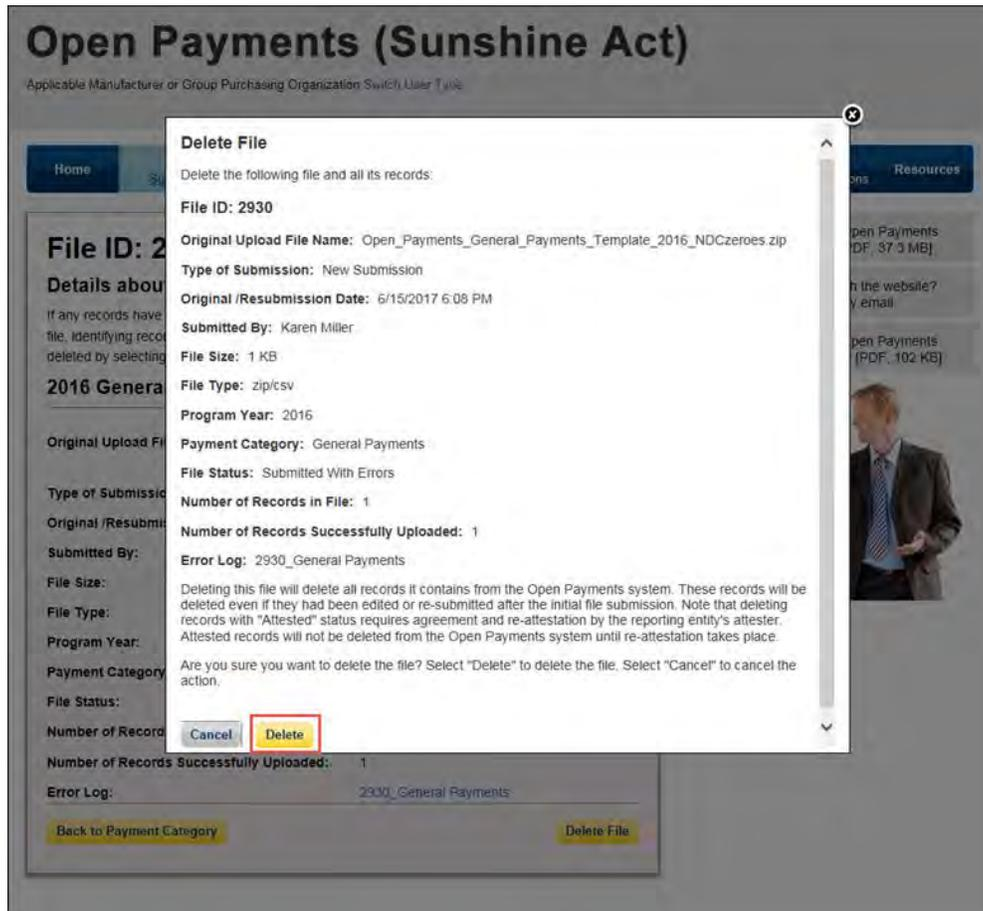 Open Payments (Sunshine Act)
Applicable Manufacturer or Group Purchasing Organization Switch User Type
Home
Su
ons
Resources
Delete File
Delete the following file and all its records:
File ID: 2930
Original Upload File Name: Open_Payments_General_Payments_Template_2016_NDCzeroes.zip
Type of Submission: New Submission
Original /Resubmission Date: 6/15/2017 6:08 PM
Submitted By: Karen Miller
File Size: 1 KB
File Type: zip/csv
Program Year: 2016
Payment Category: General Payments
File Status: Submitted With Errors
Number of Records in File: 1
Number of Records Successfully Uploaded: 1
Error Log: 2930_General Payments
Deleting this file will delete all records it contains from the Open Payments system. These records will be
deleted even if they had been edited or re-submitted after the initial file submission. Note that deleting
records with "Attested" status requires agreement and re-attestation by the reporting entity's attester.
Attested records will not be deleted from the Open Payments system until re-attestation takes place.
Are you sure you want to delete the file? Select "Delete" to delete the file. Select "Cancel" to cancel the
action.
Cancel
Delete
File ID: 2
Details abou
If any records have
file, identifying reco
deleted by selecting
2016 Genera
Original Upload Fi
Type of Submissio
Original /Resubmi
Submitted By:
File Size:
File Type:
Program Year:
Payment Category
File Status:
Number of Record
Number of Records Successfully Uploaded: 1
Error Log: 2930_General Payments
Back to Payment Category
Delete File
pen Payments
DF, 37.3 MB]
h the website?
y email
pen Payments
[PDF, 102 KB]